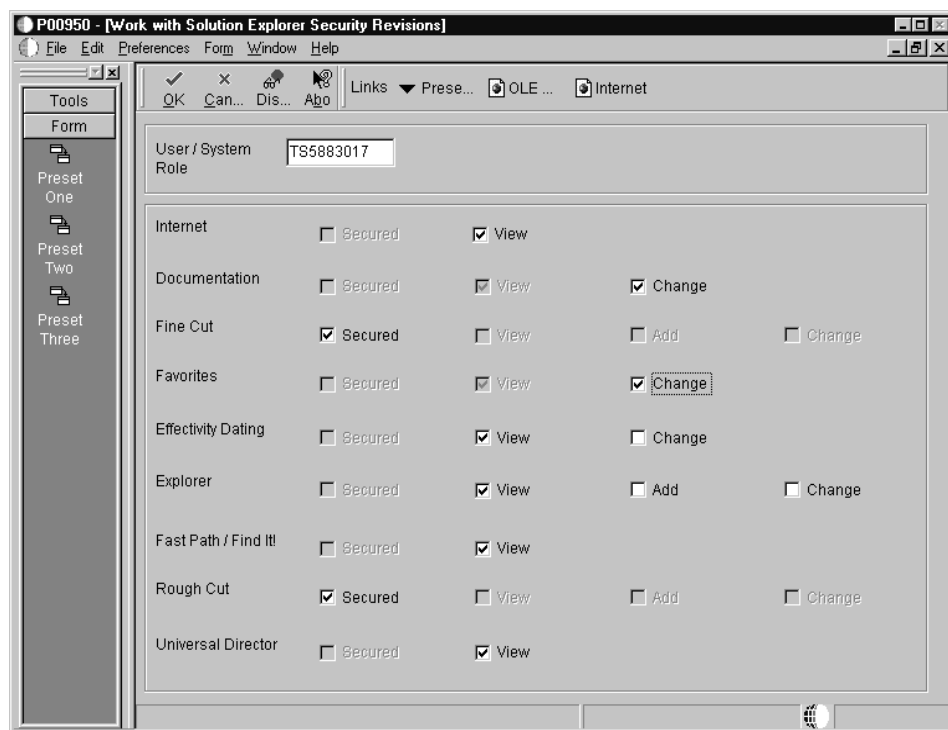 P00950 - [Work with Solution Explorer Security Revisions]
File Edit Preferences Form Window Help
Tools
Form
Preset
One
Preset
Two
Preset
Three
OK Can... Dis... Abo Links Prese... OLE ... Internet
User / System
Role
TS5883017
Internet Secured View
Documentation Secured View Change
Fine Cut Secured View Add Change
Favorites Secured View Change
Effectivity Dating Secured View Change
Explorer Secured View Add Change
Fast Path / Find It! Secured View
Rough Cut Secured View Add Change
Universal Director Secured View